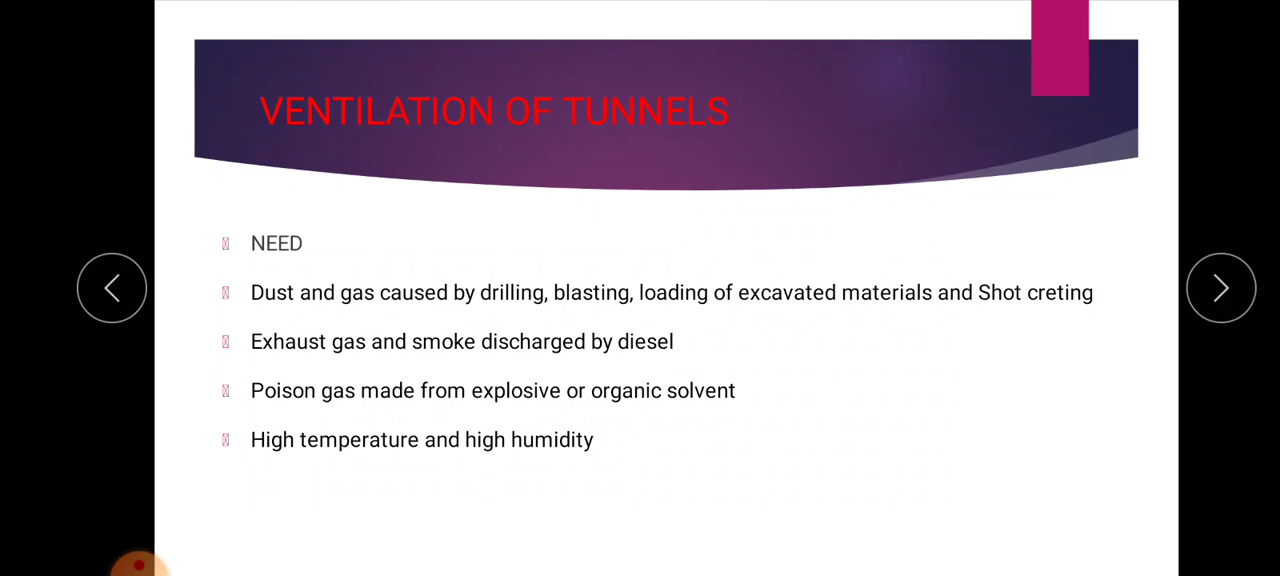 VENTILATION OF TUNNELS
NEED
Dust and gas caused by drilling, blasting, loading of excavated materials and Shot creting
Exhaust gas and smoke discharged by diesel
Poison gas made from explosive or organic solvent
High temperature and high humidity